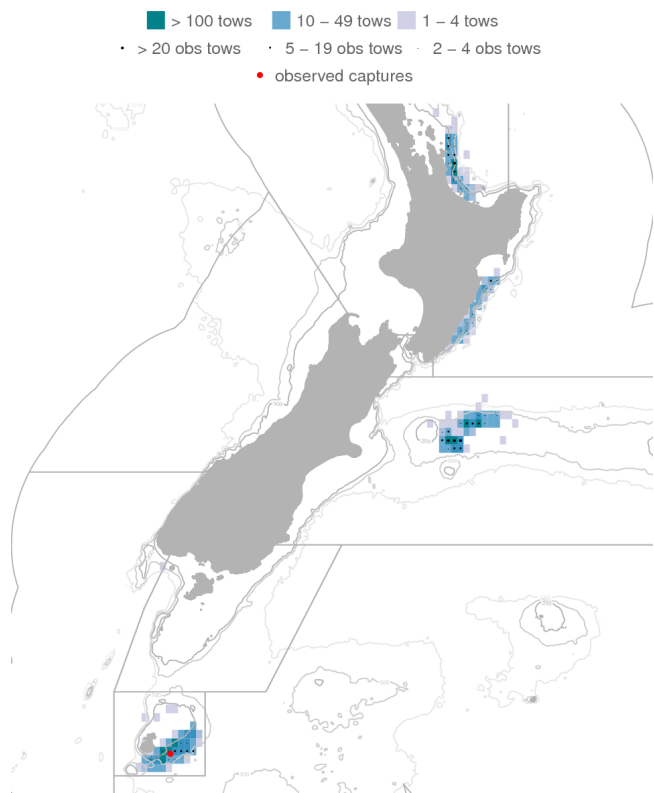 > 100 tows 10 − 49 tows 1 − 4 tows
> 20 obs tows 5 − 19 obs tows 2 − 4 obs tows
observed captures